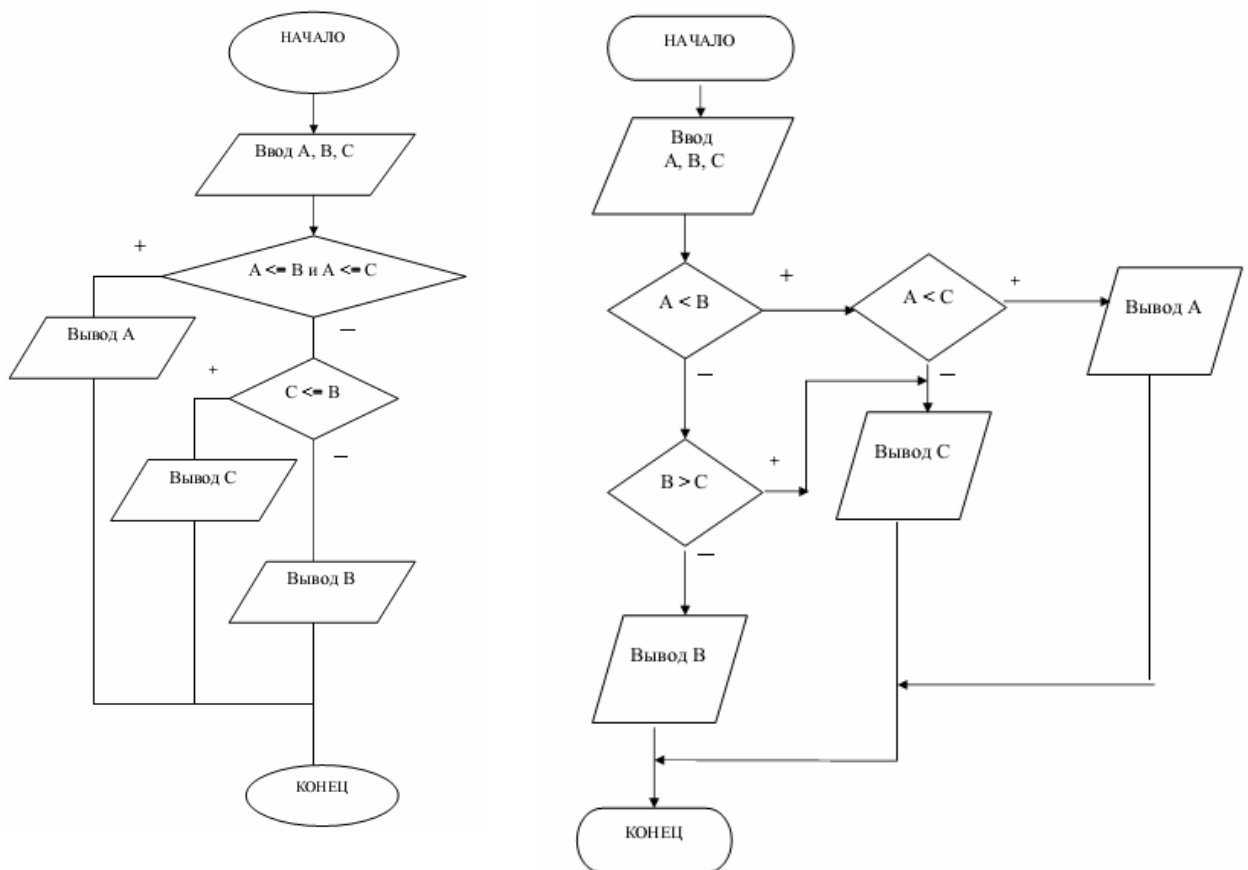 НАЧАЛО
Ввод A, B, C
+
A <= B и A <= C
Вывод A
—
+
C <= B
—
Вывод C
Вывод B
КОНЕЦ
НАЧАЛО
Ввод
A, B, C
A < B
+
A < C
+
Вывод A
—
—
B > C
+
Вывод C
—
Вывод B
КОНЕЦ